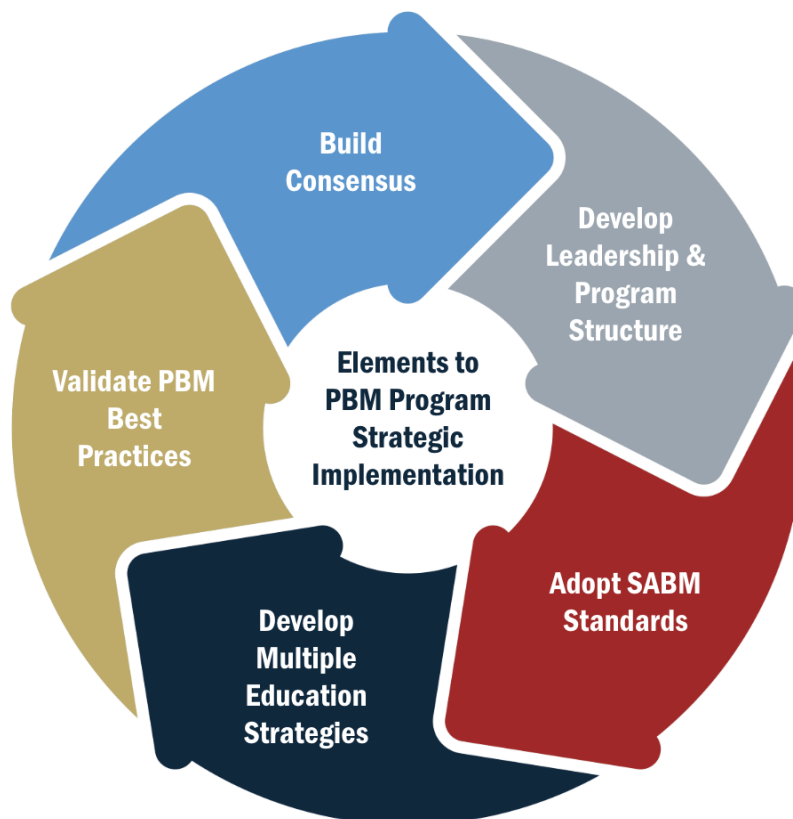 Build
Consensus
Develop
Leadership &
Program
Structure
Elements to
PBM Program
Strategic
Implementation
Validate PBM
Best
Practices
Adopt SABM
Standards
Develop
Multiple
Education
Strategies